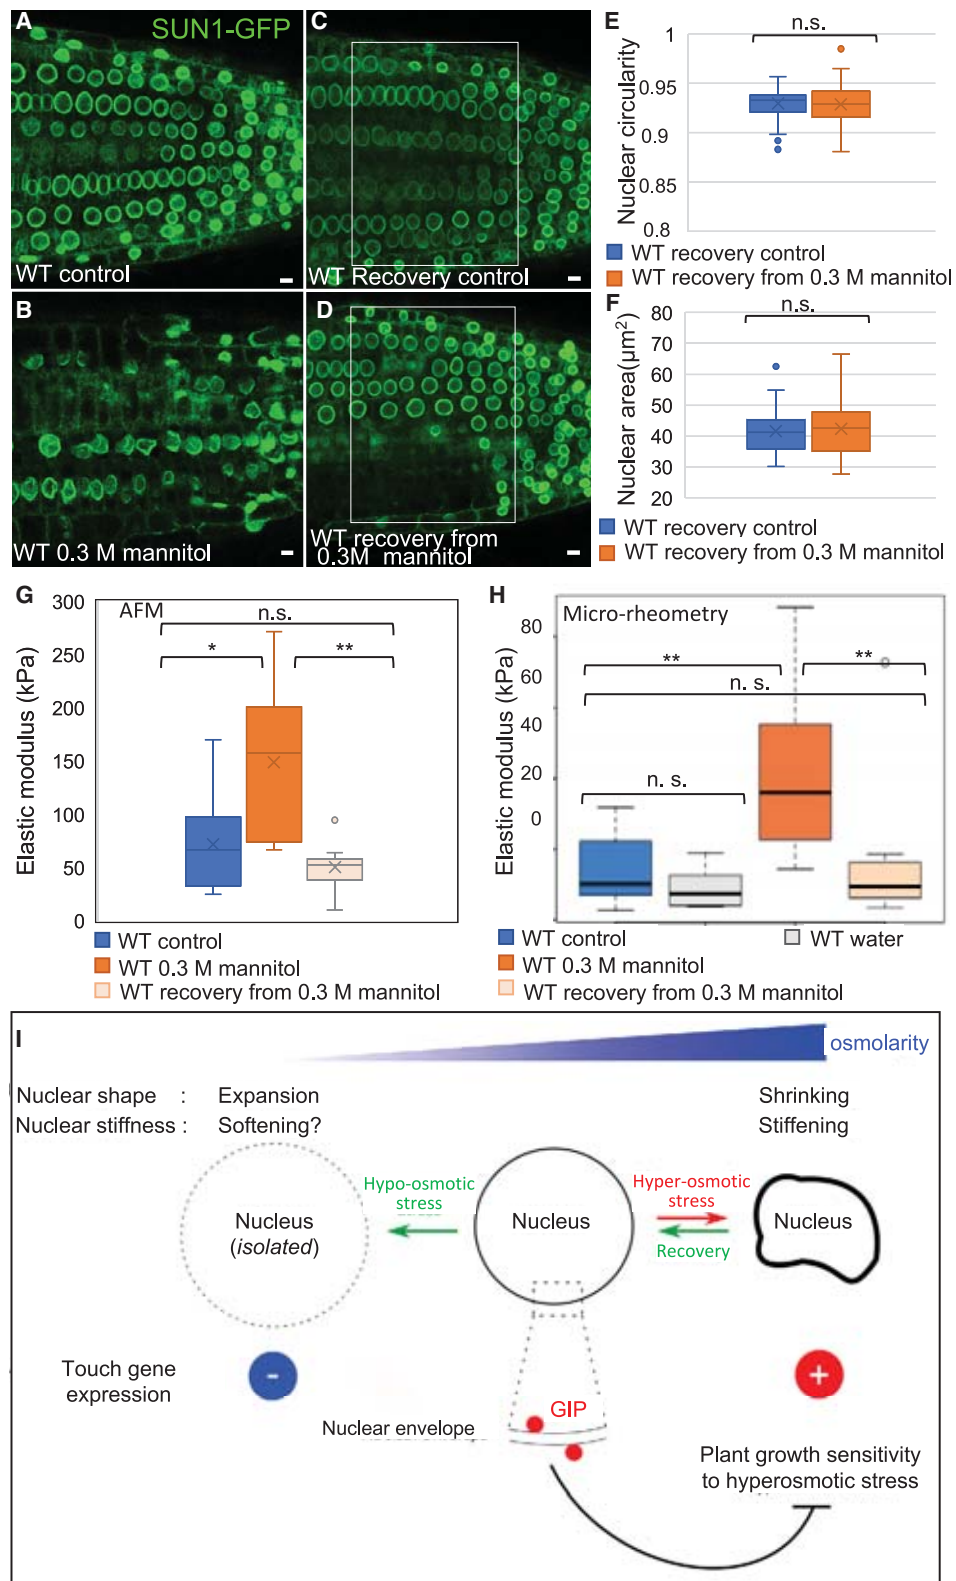 A
SUN1-GFP
WT control
C
WT Recovery control
B
WT 0.3 M mannitol
D
WT recovery from
0.3M mannitol
E
n.s.
Nuclear circularity
1
0.95
0.9
0.85
0.8
WT recovery control
WT recovery from 0.3 M mannitol
F
n.s.
Nuclear area(µm²)
80
70
60
50
40
30
20
WT recovery control
WT recovery from 0.3 M mannitol
G
AFM
n.s.
*
**
Elastic modulus (kPa)
300
250
200
150
100
50
0
WT control
WT 0.3 M mannitol
WT recovery from 0.3 M mannitol
H
Micro-rheometry
**
**
n. s.
n. s.
Elastic modulus (kPa)
80
60
40
20
0
WT control
WT water
WT 0.3 M mannitol
WT recovery from 0.3 M mannitol
I
osmolarity
Nuclear shape : Expansion Shrinking
Nuclear stiffness : Softening? Stiffening
Hypo-osmotic
stress
Hyper-osmotic
stress
Recovery
Nucleus
(isolated)
Nucleus
Nucleus
Touch gene
expression
-
+
GIP
Nuclear envelope
Plant growth sensitivity
to hyperosmotic stress